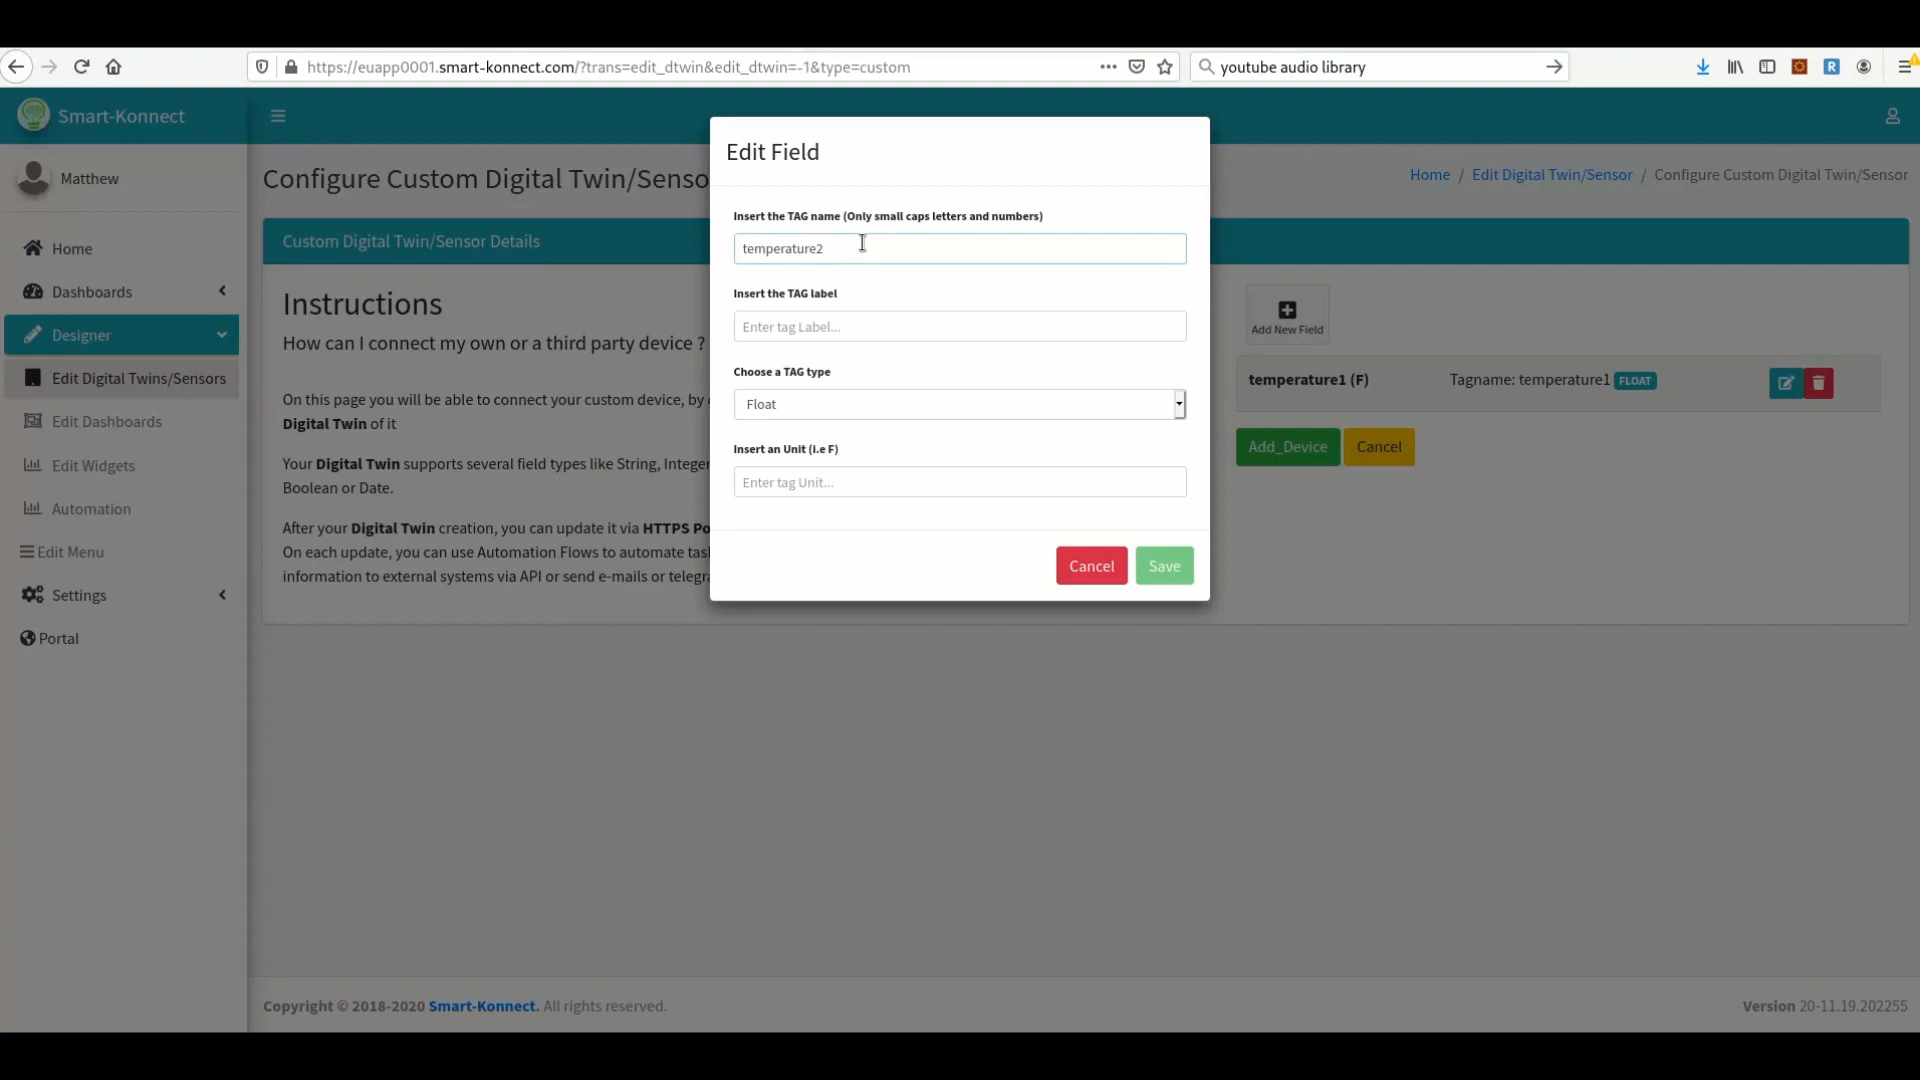 https://euapp0001.smart-konnect.com/?trans=edit_dtwin&edit_dtwin=-1&type=custom
youtube audio library
R
Smart-Konnect
Matthew
Home
Dashboards
Designer
Edit Digital Twins/Sensors
Edit Dashboards
Edit Widgets
Automation
Edit Menu
Settings
Portal
Configure Custom Digital Twin/Senso
Home / Edit Digital Twin/Sensor / Configure Custom Digital Twin/Sensor
Custom Digital Twin/Sensor Details
Instructions
How can I connect my own or a third party device ?
On this page you will be able to connect your custom device, by
Digital Twin of it
Your Digital Twin supports several field types like String, Integer
Boolean or Date.
After your Digital Twin creation, you can update it via HTTPS Po
On each update, you can use Automation Flows to automate tas
information to external systems via API or send e-mails or telegra
Edit Field
Insert the TAG name (Only small caps letters and numbers)
temperature2
Insert the TAG label
Enter tag Label...
Choose a TAG type
Float
Insert an Unit (i.e F)
Enter tag Unit...
Cancel
Save
Add New Field
temperature1 (F)
Tagname: temperature1 FLOAT
Add_Device
Cancel
Copyright © 2018-2020 Smart-Konnect. All rights reserved.
Version 20-11.19.202255